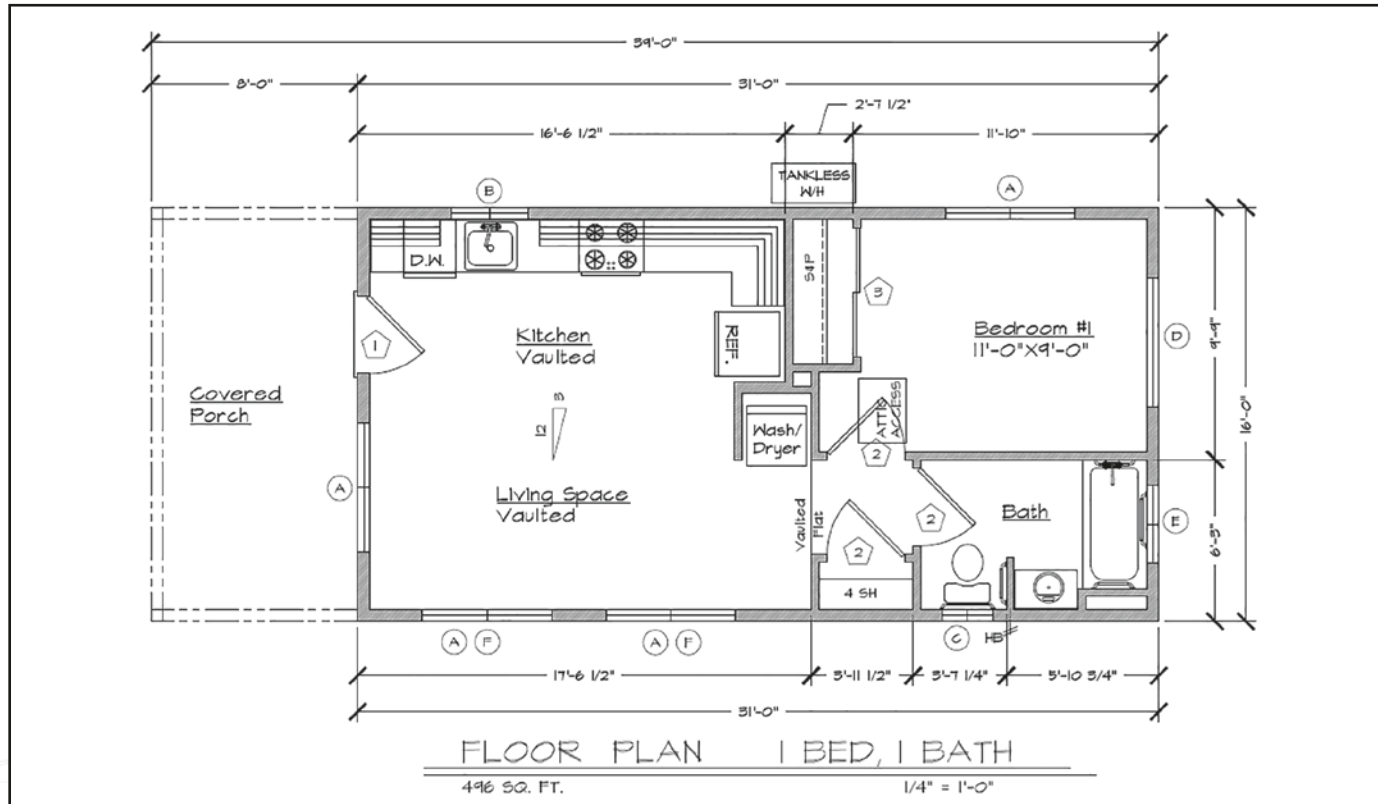 39'-0"
8'-0"
31'-0"
2'-7 1/2"
16'-6 1/2"
11'-10"
TANKLESS
W/H
B
A
D.W.
S&P
3
Bedroom #1
11'-0"X9'-0"
D
9'-9"
16'-0"
Kitchen
Vaulted
REF.
1
Covered
Porch
ATTIC
ACCESS
3
12
Wash/
Dryer
2
A
Living Space
Vaulted
Vaulted
Flat
2
Bath
E
6'-3"
2
4 SH
A F
A F
C
HB
17'-6 1/2"
3'-11 1/2"
3'-7 1/4"
5'-10 3/4"
31'-0"
FLOOR PLAN 1 BED, 1 BATH
496 SQ. FT. 1/4" = 1'-0"